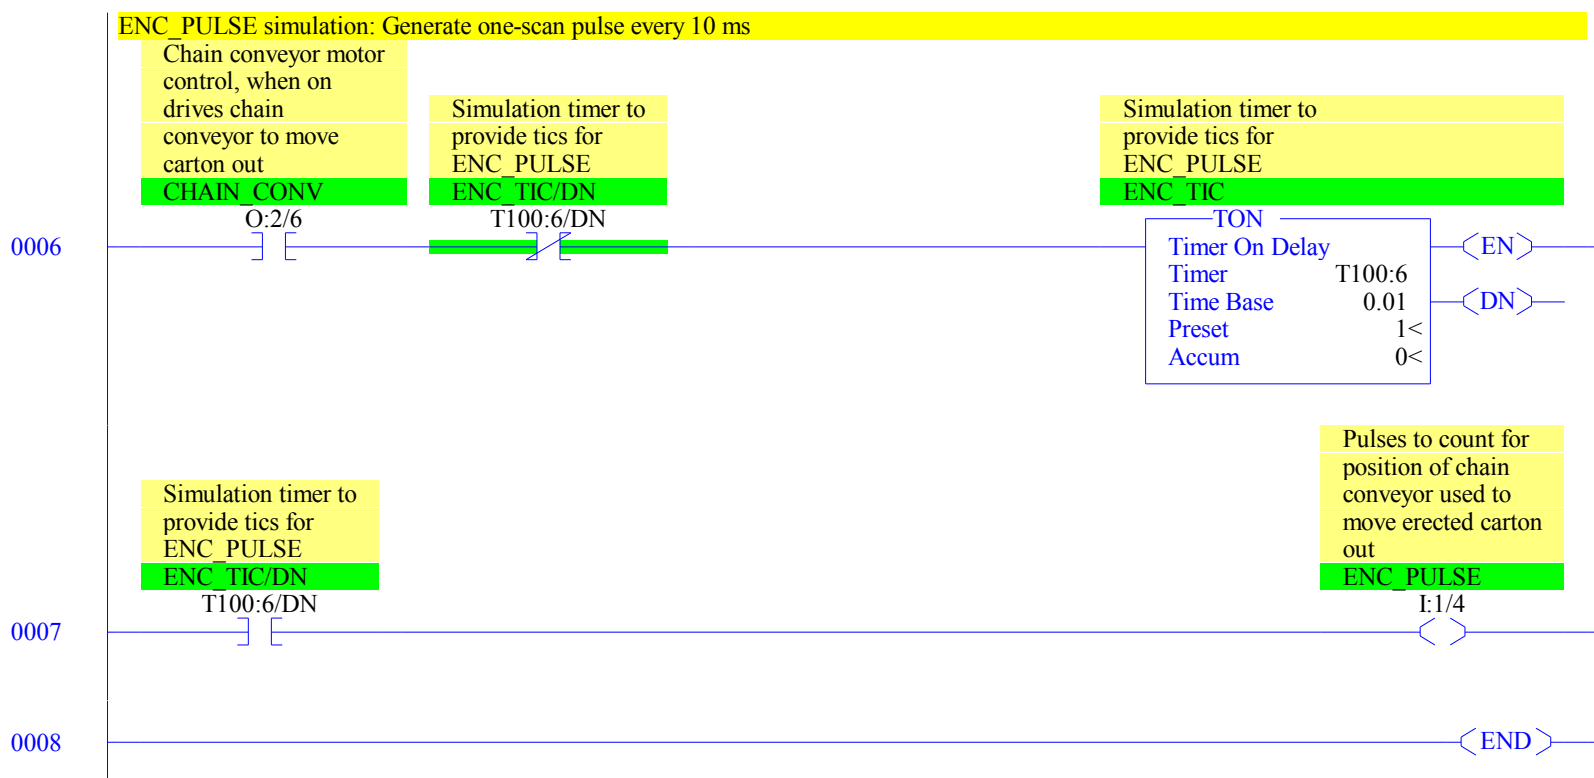 ENC_PULSE simulation: Generate one-scan pulse every 10 ms
Chain conveyor motor
control, when on
drives chain
conveyor to move
carton out
CHAIN_CONV
O:2/6
Simulation timer to
provide tics for
ENC_PULSE
ENC_TIC/DN
T100:6/DN
Simulation timer to
provide tics for
ENC_PULSE
ENC_TIC
0006
TON
Timer On Delay
Timer T100:6
Time Base 0.01
Preset 1<
Accum 0<
EN
DN
Simulation timer to
provide tics for
ENC_PULSE
ENC_TIC/DN
T100:6/DN
Pulses to count for
position of chain
conveyor used to
move erected carton
out
ENC_PULSE
I:1/4
0007
0008
END